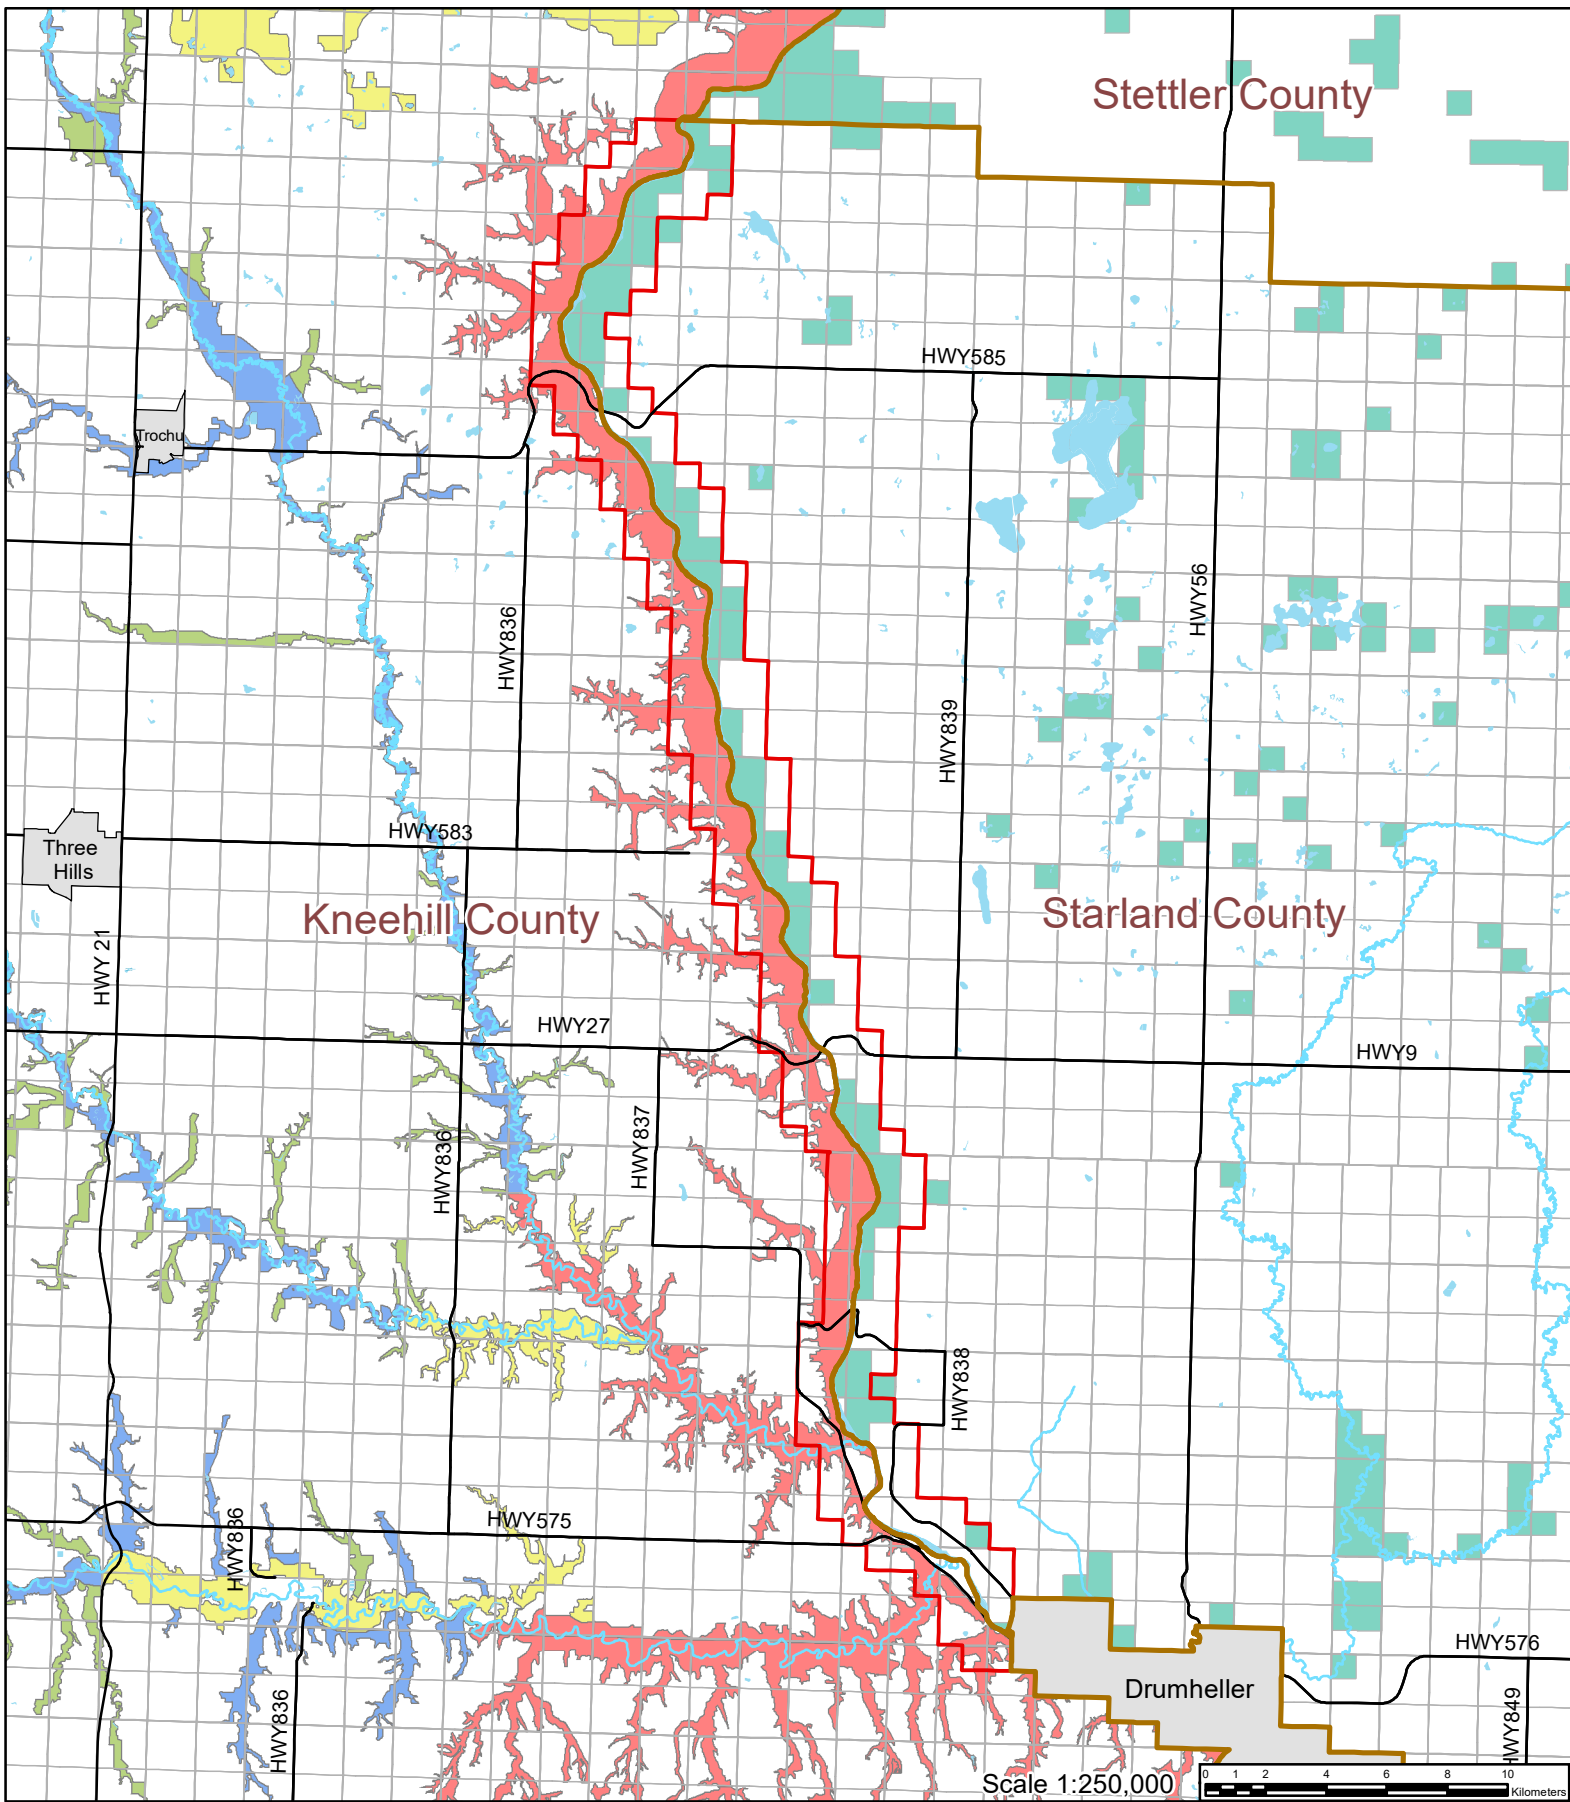 Stettler County
HWY585
Trochu
HWY56
HWY836
HWY839
HWY583
Three
Hills
Kneehill County
Starland County
HWY 21
HWY27
HWY9
HWY837
HWY836
HWY838
HWY575
HWY836
HWY576
Drumheller
HWY836
HWY849
Scale 1:250,000
0 1 2 4 6 8 10
Kilometers